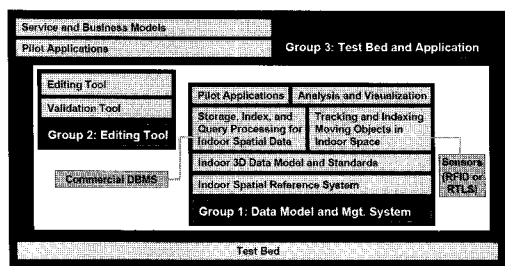 Service and Business Models
Pilot Applications
Group 3: Test Bed and Application
Editing Tool
Validation Tool
Group 2: Editing Tool
Pilot Applications
Analysis and Visualization
Storage, Index, and
Query Processing for
Indoor Spatial Data
Tracking and Indexing
Moving Objects in
Indoor Space
Commercial DBMS
Indoor 3D Data Model and Standards
Indoor Spatial Reference System
Sensors
(RFID or
RTLS)
Group 1: Data Model and Mgt. System
Test Bed